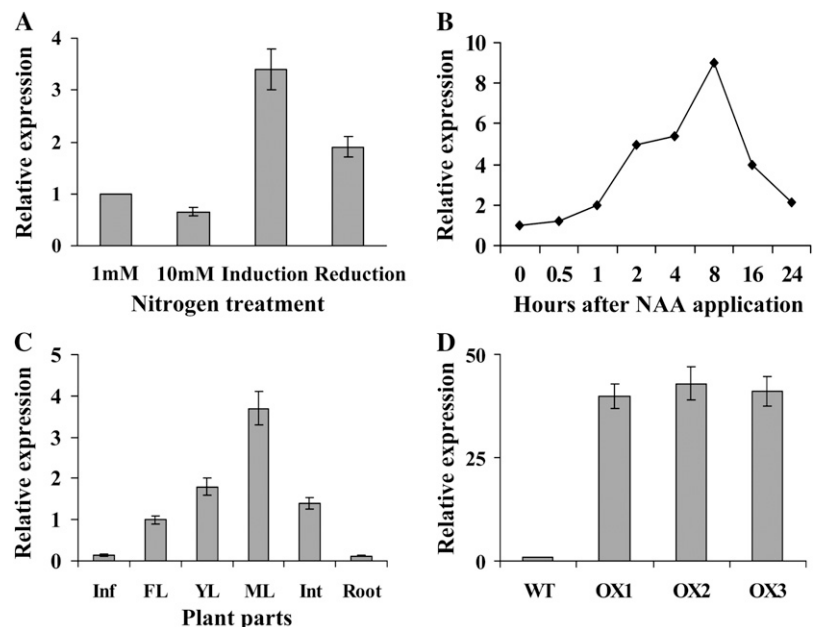 A
Relative expression
4
3
2
1
0
1mM 10mM Induction Reduction
Nitrogen treatment
B
Relative expression
10
8
6
4
2
0
0 0.5 1 2 4 8 16 24
Hours after NAA application
C
Relative expression
5
4
3
2
1
0
Inf FL YL ML Int Root
Plant parts
D
Relative expression
50
25
0
WT OX1 OX2 OX3